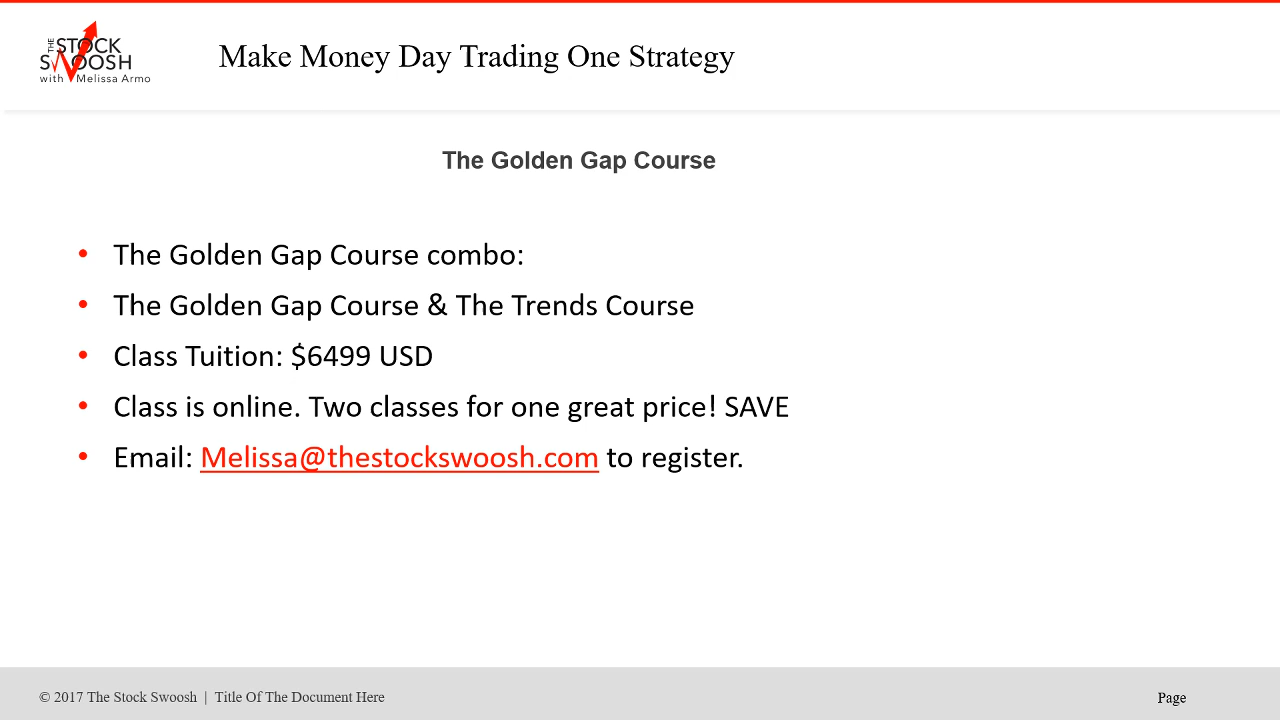 THE STOCK
SWOOSH
with Melissa Armo
Make Money Day Trading One Strategy
The Golden Gap Course
• The Golden Gap Course combo:
• The Golden Gap Course & The Trends Course
• Class Tuition: $6499 USD
• Class is online. Two classes for one great price! SAVE
• Email: Melissa@thestockswoosh.com to register.
© 2017 The Stock Swoosh | Title Of The Document Here
Page